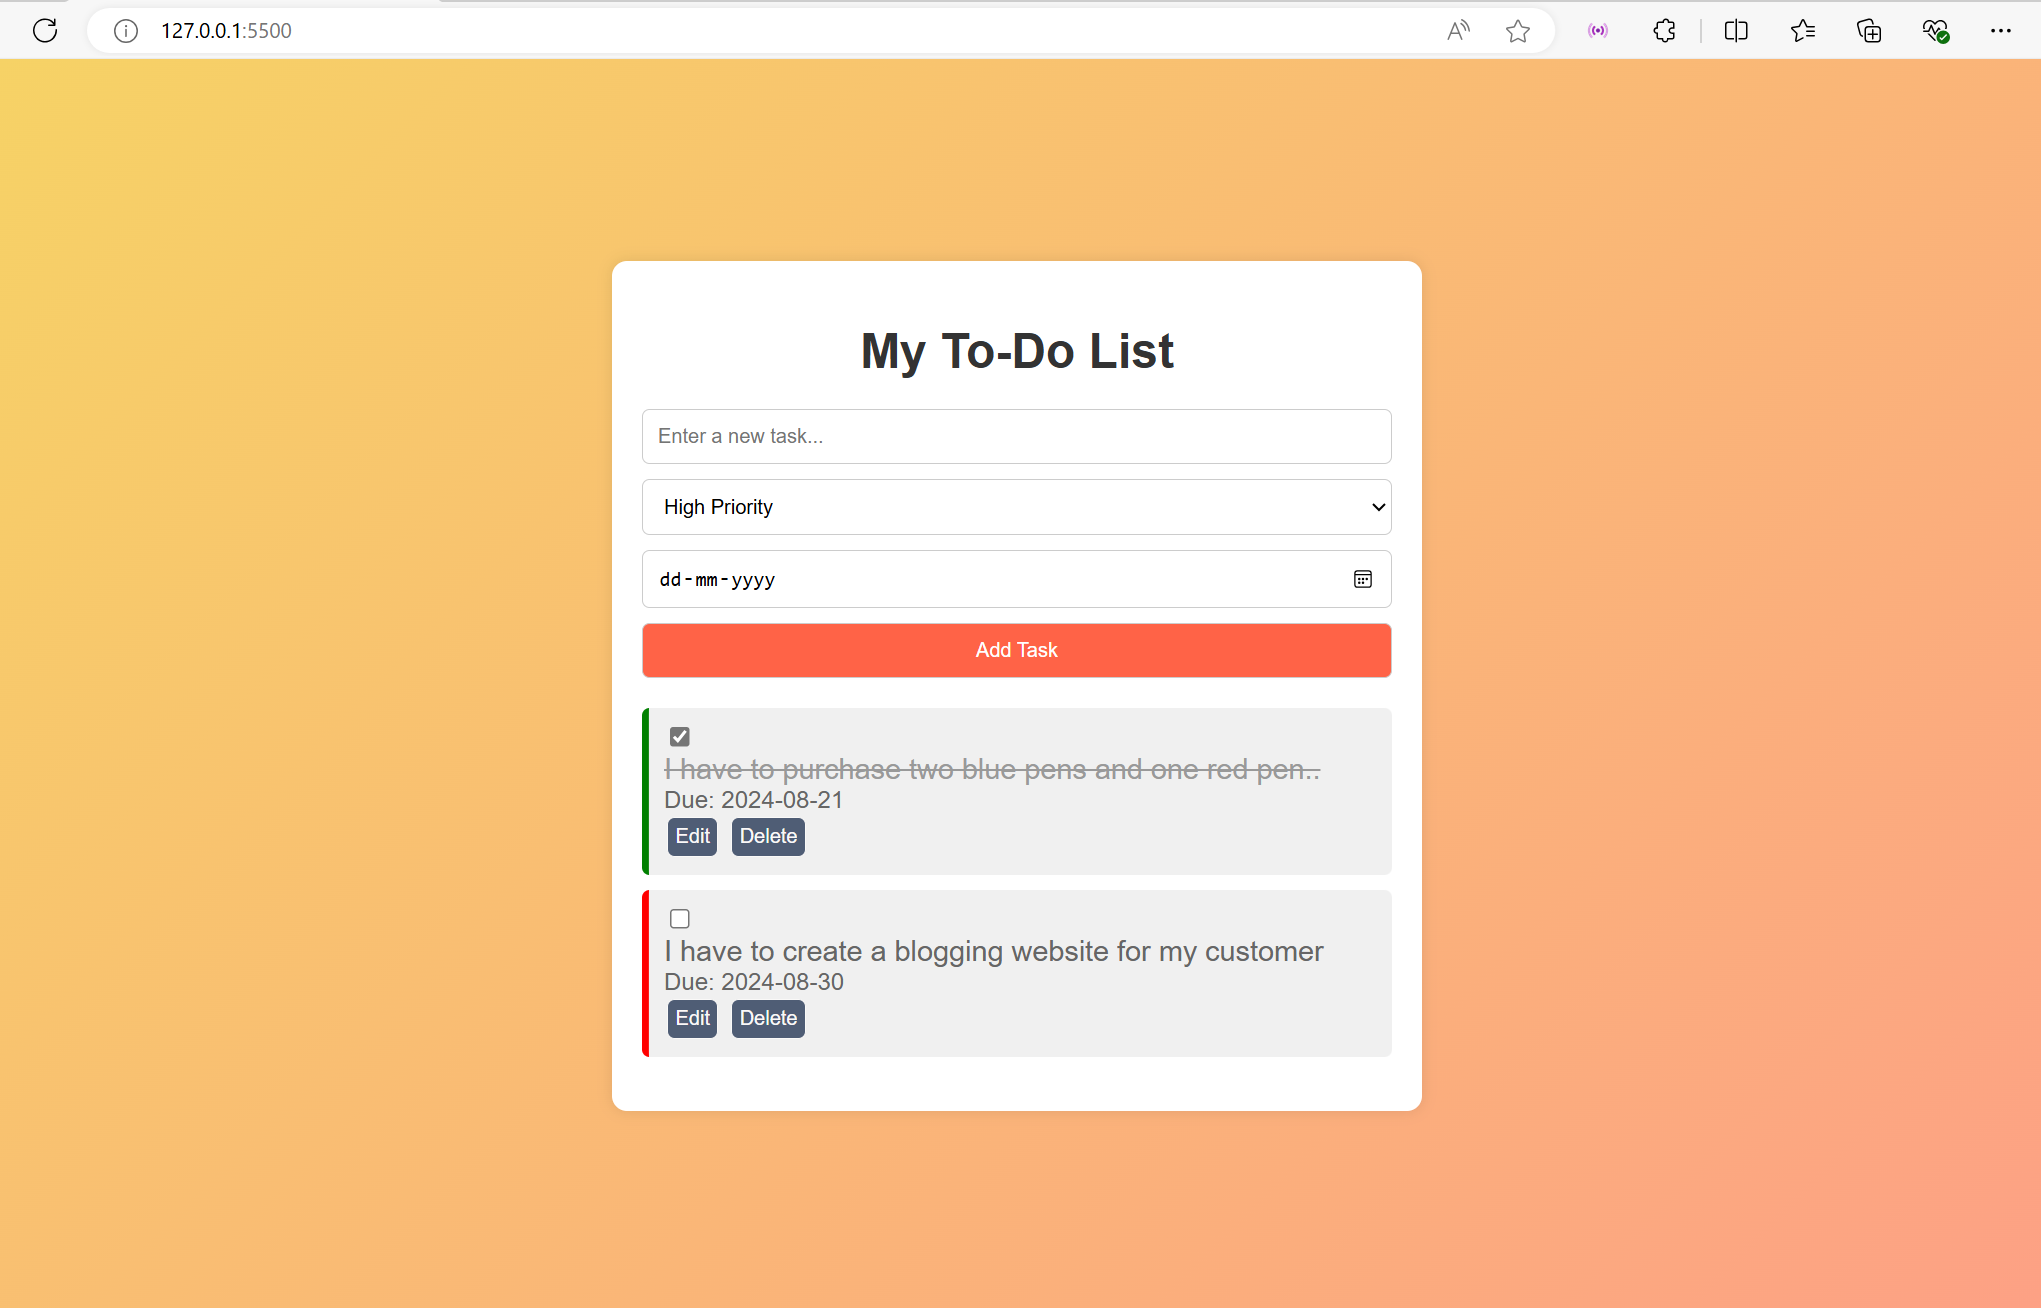 127.0.0.1:5500
My To-Do List
Enter a new task...
High Priority
dd-mm-yyyy
Add Task
I have to purchase two blue pens and one red pen..
Due: 2024-08-21
Edit Delete
I have to create a blogging website for my customer
Due: 2024-08-30
Edit Delete